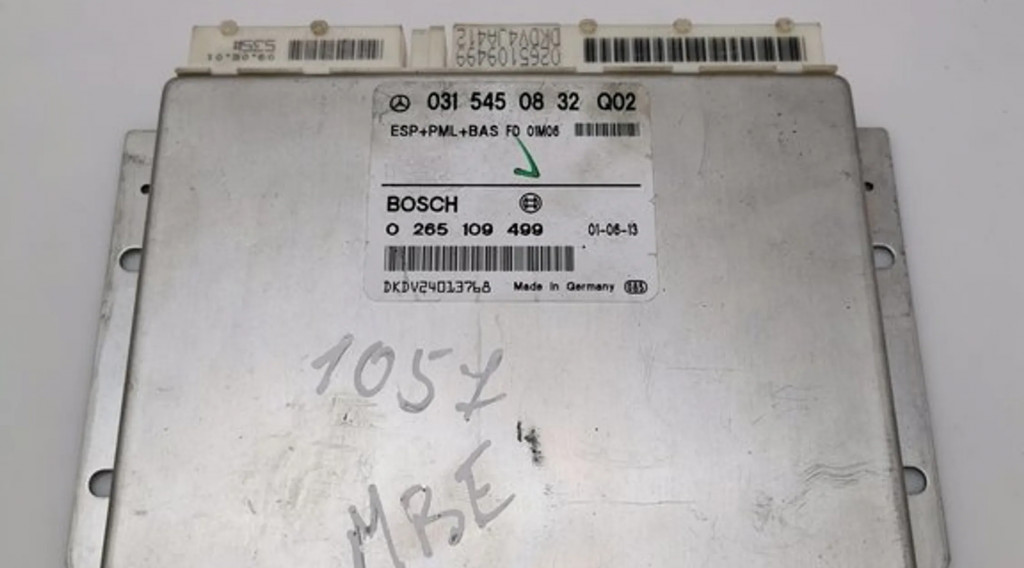 0265109499
DKDV4JA412
031 545 08 32 Q02
ESP+PML+BAS FD 01M06
BOSCH
0 265 109 499 01-06-13
DKDV24013768 Made in Germany
1057
MBE